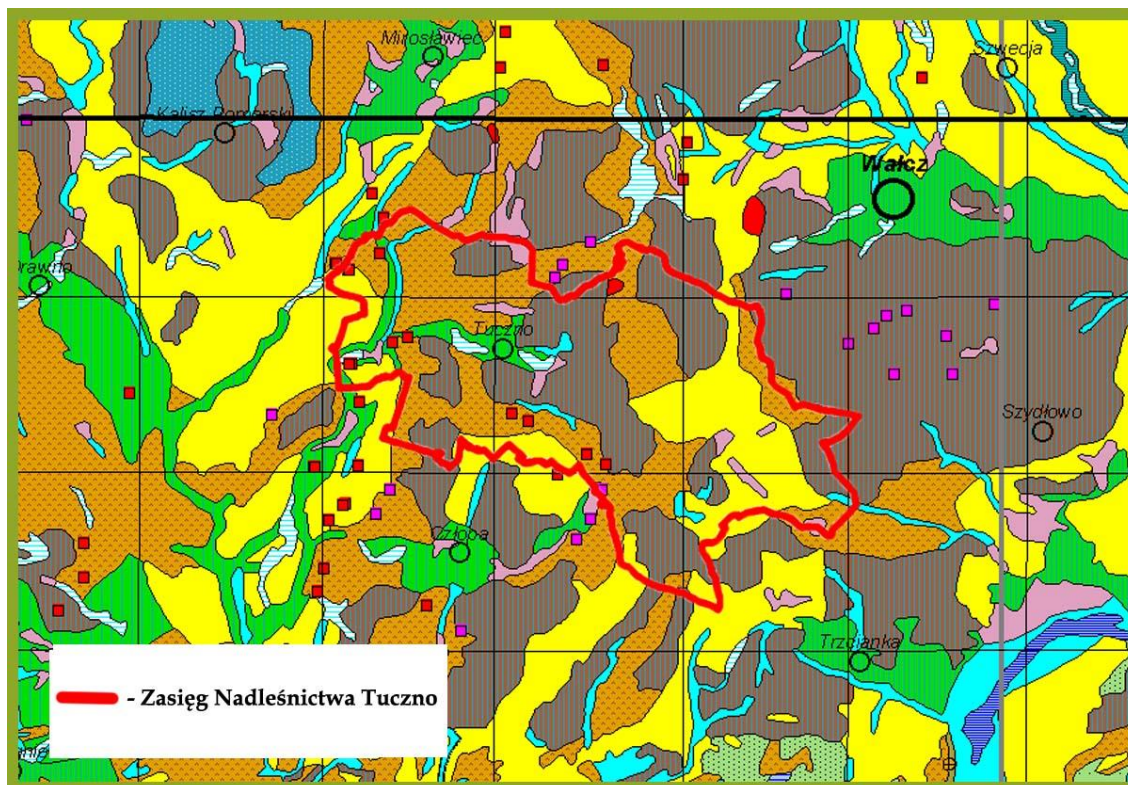 Mirosławiec
Szwecja
Kalisz Pomorski
Wałcz
Drawno
Tuczno
Szydłowo
Człopa
Trzcianka
- Zasięg Nadleśnictwa Tuczno